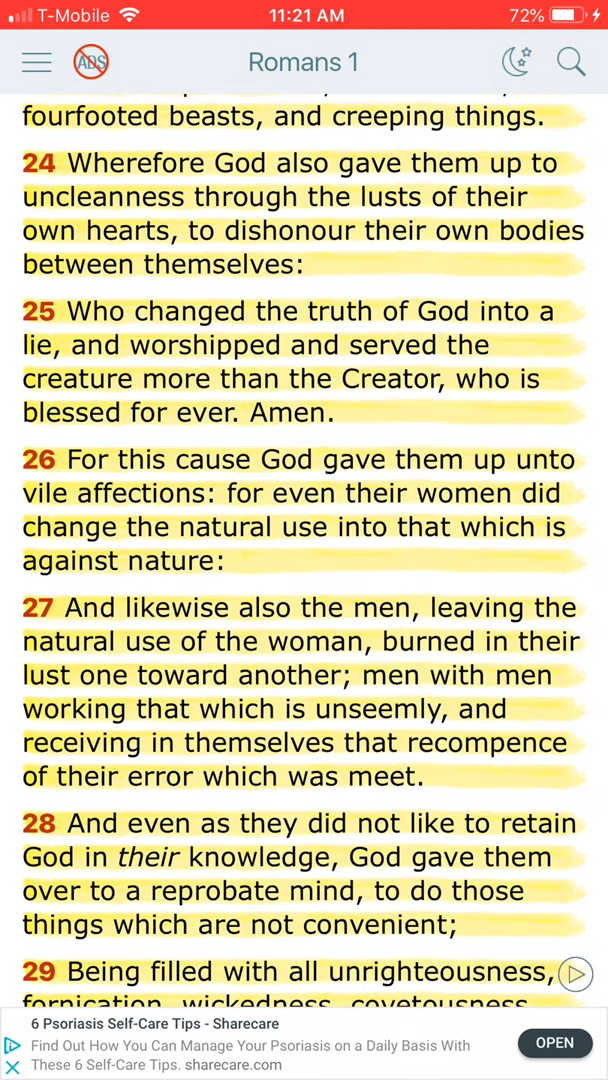 T-Mobile 11:21 AM 72%
ADS Romans 1
fourfooted beasts, and creeping things.
24 Wherefore God also gave them up to
uncleanness through the lusts of their
own hearts, to dishonour their own bodies
between themselves:
25 Who changed the truth of God into a
lie, and worshipped and served the
creature more than the Creator, who is
blessed for ever. Amen.
26 For this cause God gave them up unto
vile affections: for even their women did
change the natural use into that which is
against nature:
27 And likewise also the men, leaving the
natural use of the woman, burned in their
lust one toward another; men with men
working that which is unseemly, and
receiving in themselves that recompence
of their error which was meet.
28 And even as they did not like to retain
God in their knowledge, God gave them
over to a reprobate mind, to do those
things which are not convenient;
29 Being filled with all unrighteousness,
fornication, wickedness, covetousness,
6 Psoriasis Self-Care Tips - Sharecare
Find Out How You Can Manage Your Psoriasis on a Daily Basis With
These 6 Self-Care Tips. sharecare.com
OPEN